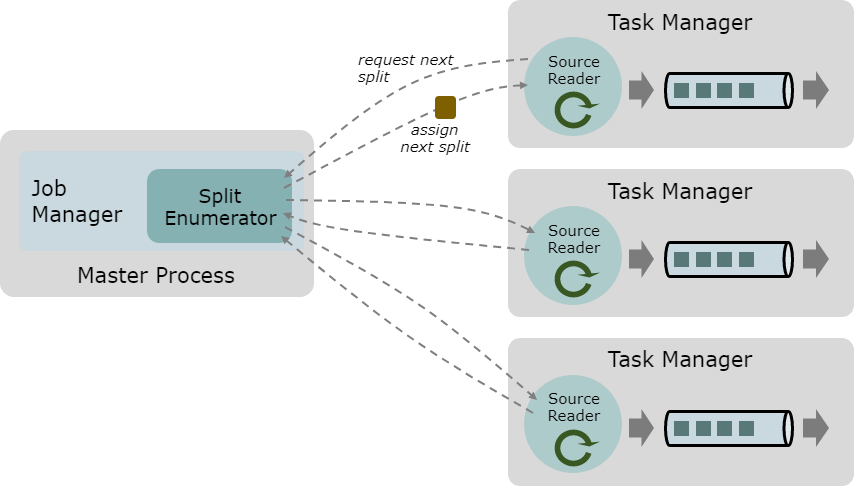 Task Manager
request next
split
Source
Reader
assign
next split
Job
Manager
Split
Enumerator
Master Process
Task Manager
Source
Reader
Task Manager
Source
Reader